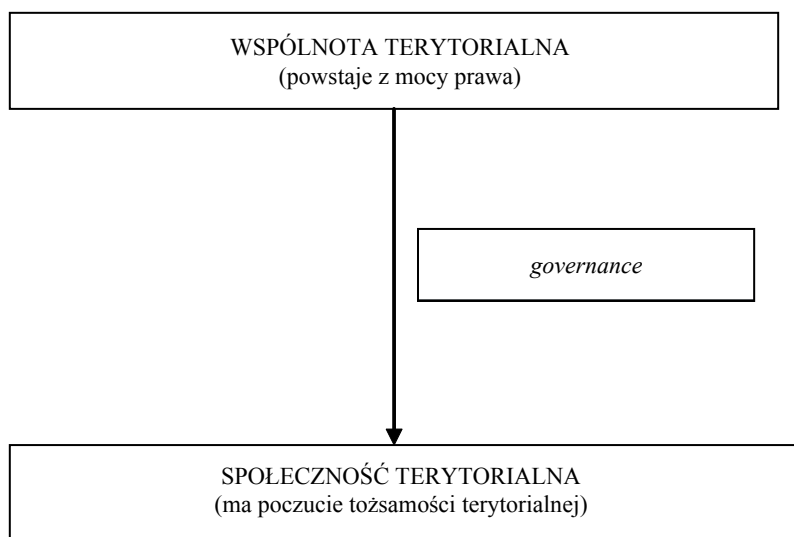 WSPÓLNOTA TERYTORIALNA
(powstaje z mocy prawa)
governance
SPOŁECZNOŚĆ TERYTORIALNA
(ma poczucie tożsamości terytorialnej)